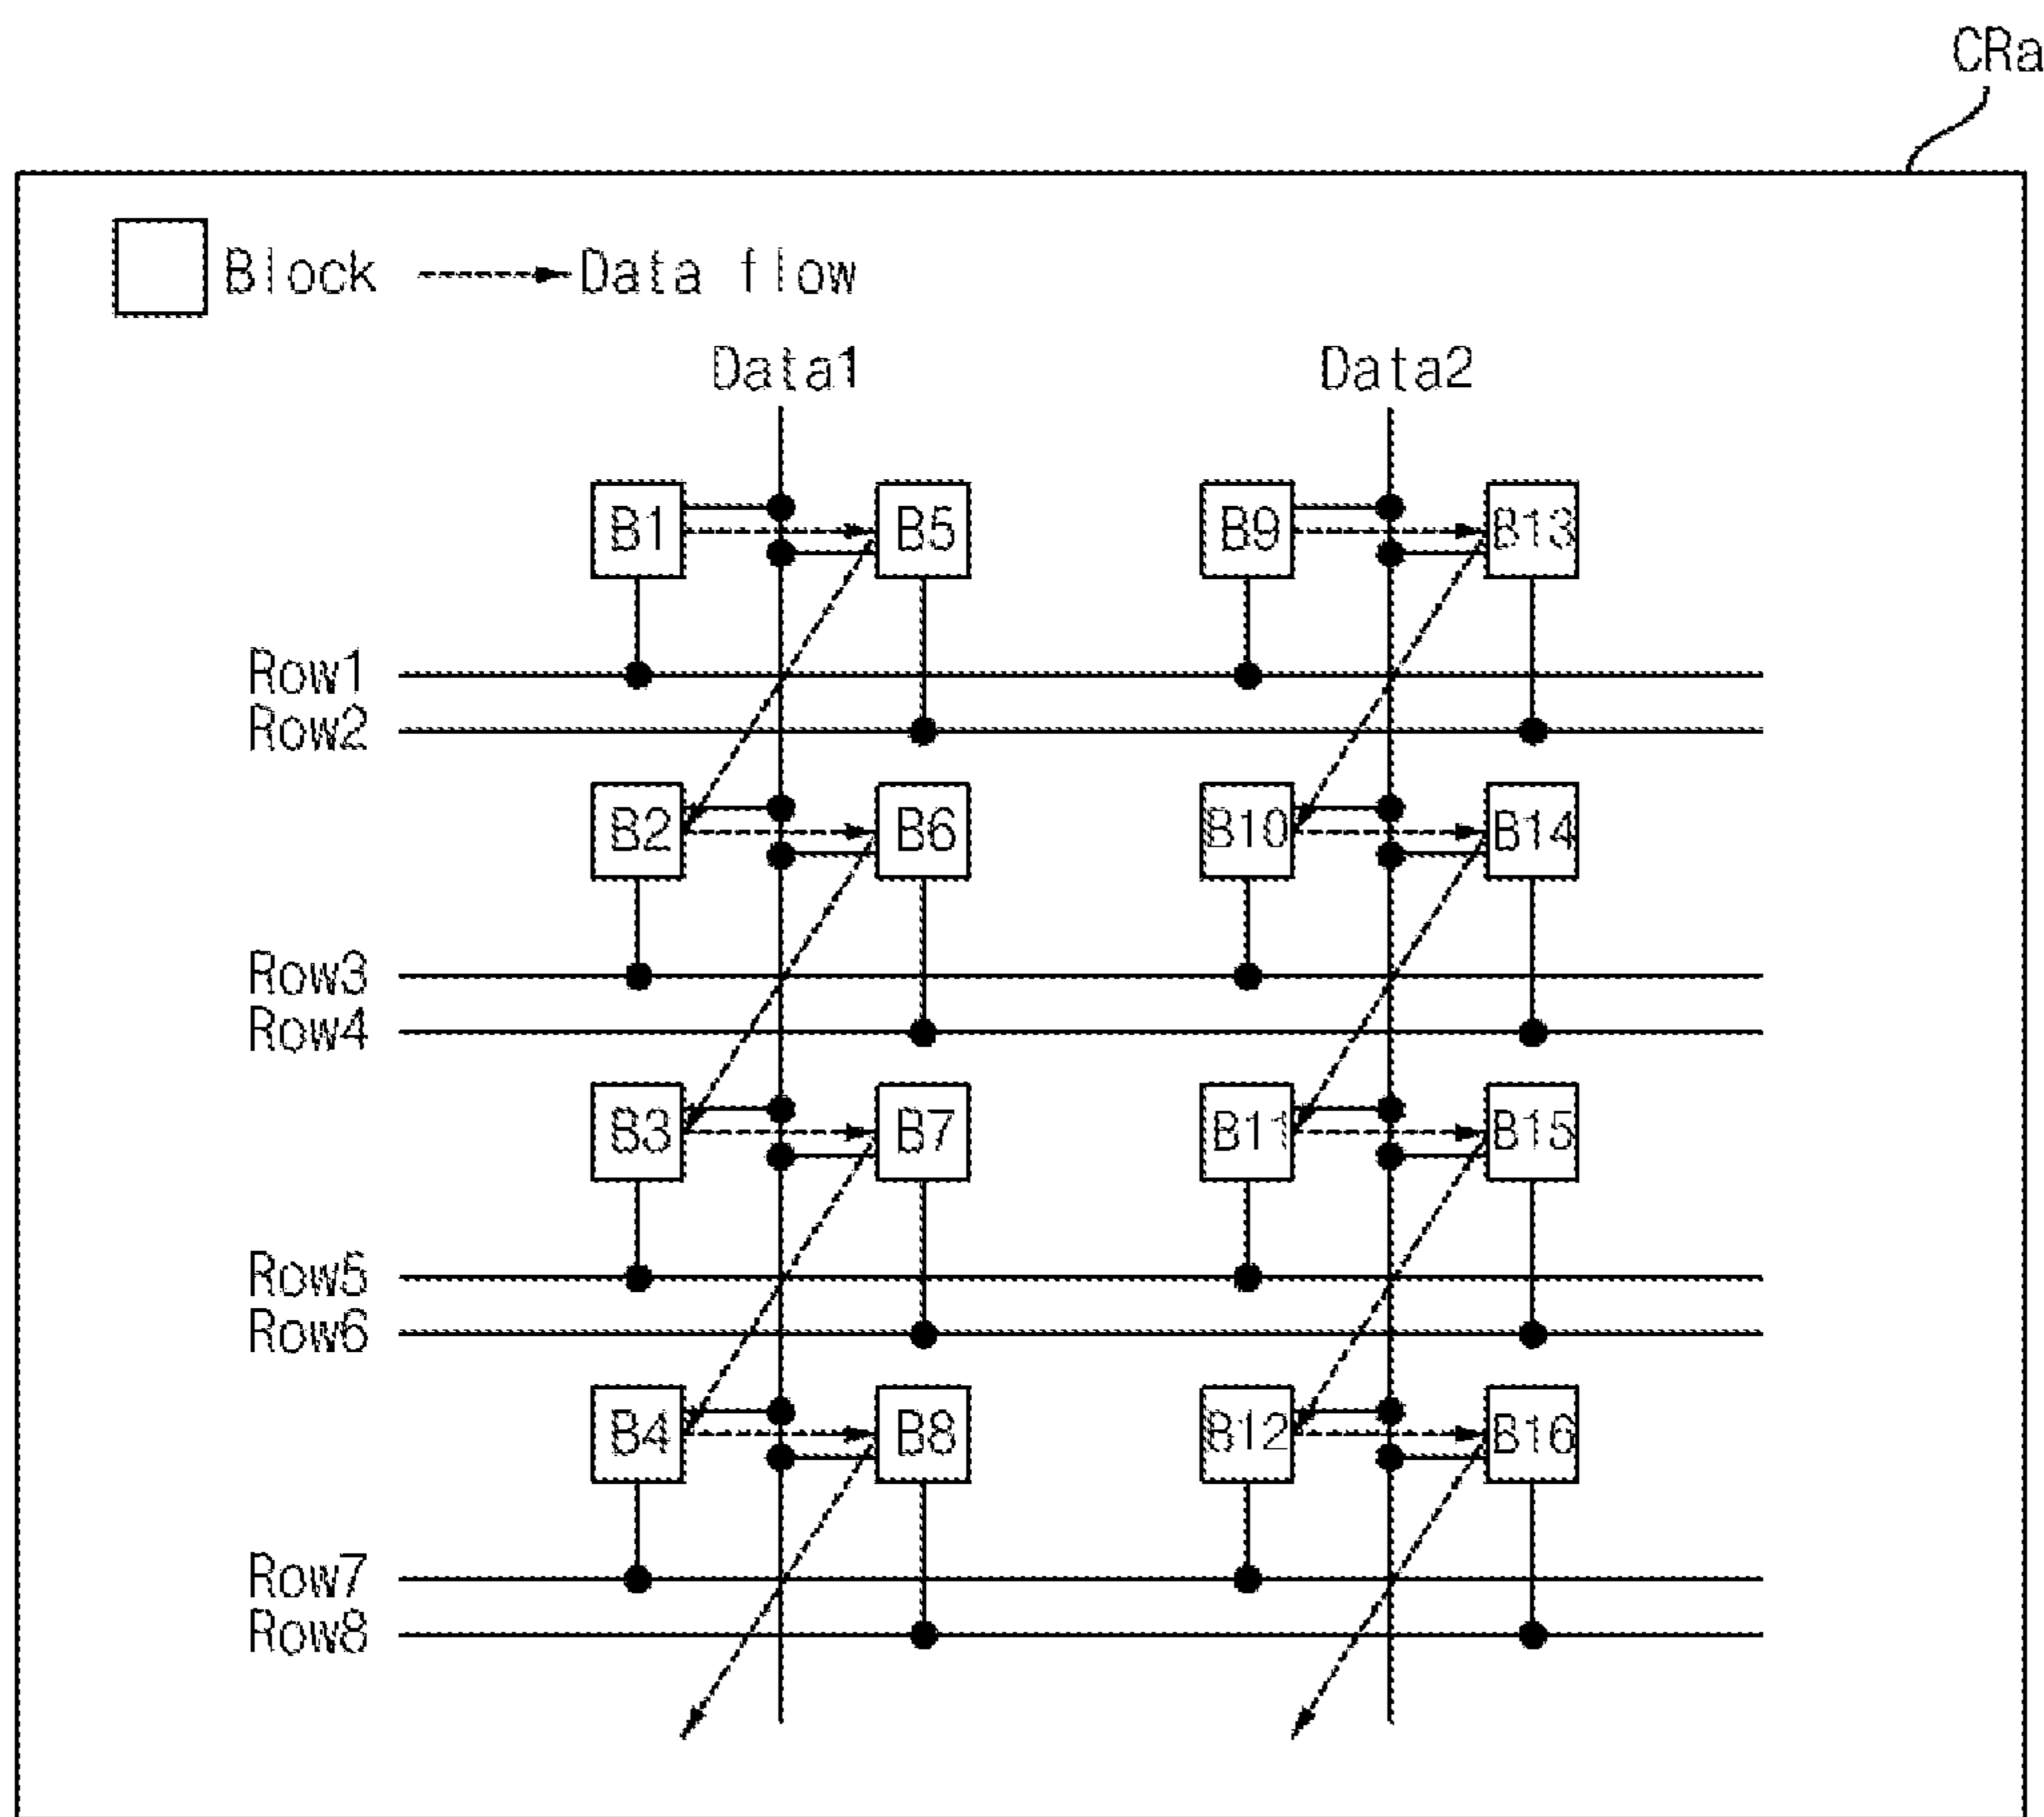 CRa
Block Data flow
Data1 Data2
B1 B5 B9 B13
Row1
Row2
B2 B6 B10 B14
Row3
Row4
B3 B7 B11 B15
Row5
Row6
B4 B8 B12 B16
Row7
Row8